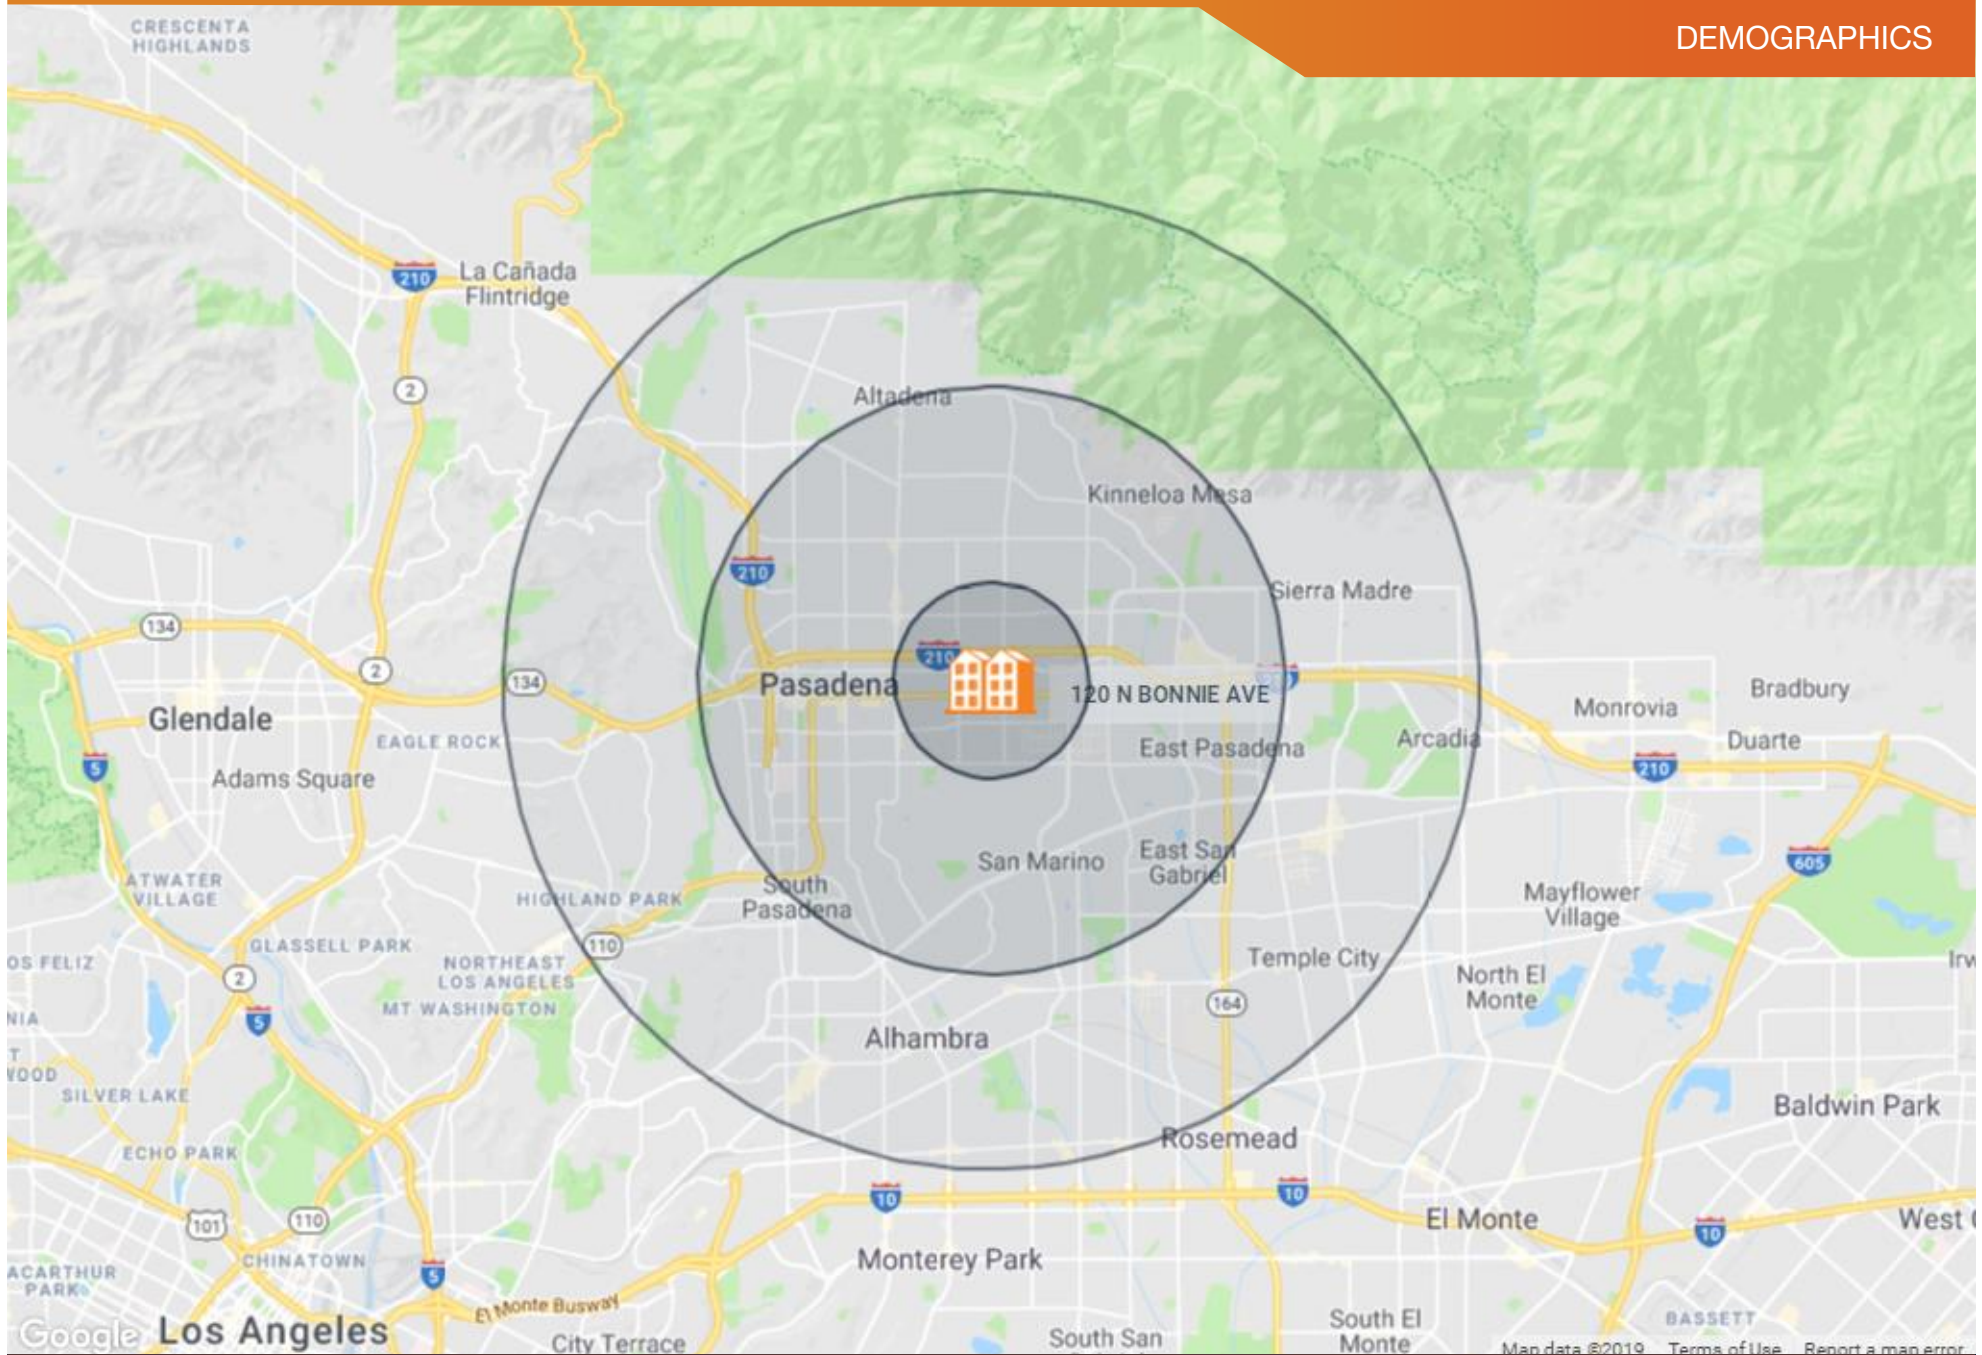 DEMOGRAPHICS
CRESCENTA
HIGHLANDS
210
La Cañada
Flintridge
2
Altadena
Kinneloa Mesa
210
Sierra Madre
134
2
134
210
Pasadena
120 N BONNIE AVE
Bradbury
Monrovia
Glendale
EAGLE ROCK
East Pasadena
Arcadia
Duarte
5
Adams Square
210
San Marino
East San
Gabriel
605
ATWATER
VILLAGE
HIGHLAND PARK
South
Pasadena
Mayflower
Village
GLASSELL PARK
110
OS FELIZ
NORTHEAST
LOS ANGELES
Temple City
Irw
2
North El
Monte
MT WASHINGTON
164
NIA
5
Alhambra
T
WOOD
SILVER LAKE
Baldwin Park
ECHO PARK
Rosemead
10
10
101
110
El Monte
10
West
CHINATOWN
Monterey Park
ACARTHUR
PARK
5
El Monte Busway
Google
Los Angeles
City Terrace
South San
South El
Monte
BASSETT
Map data ©2019
Terms of Use
Report a map error